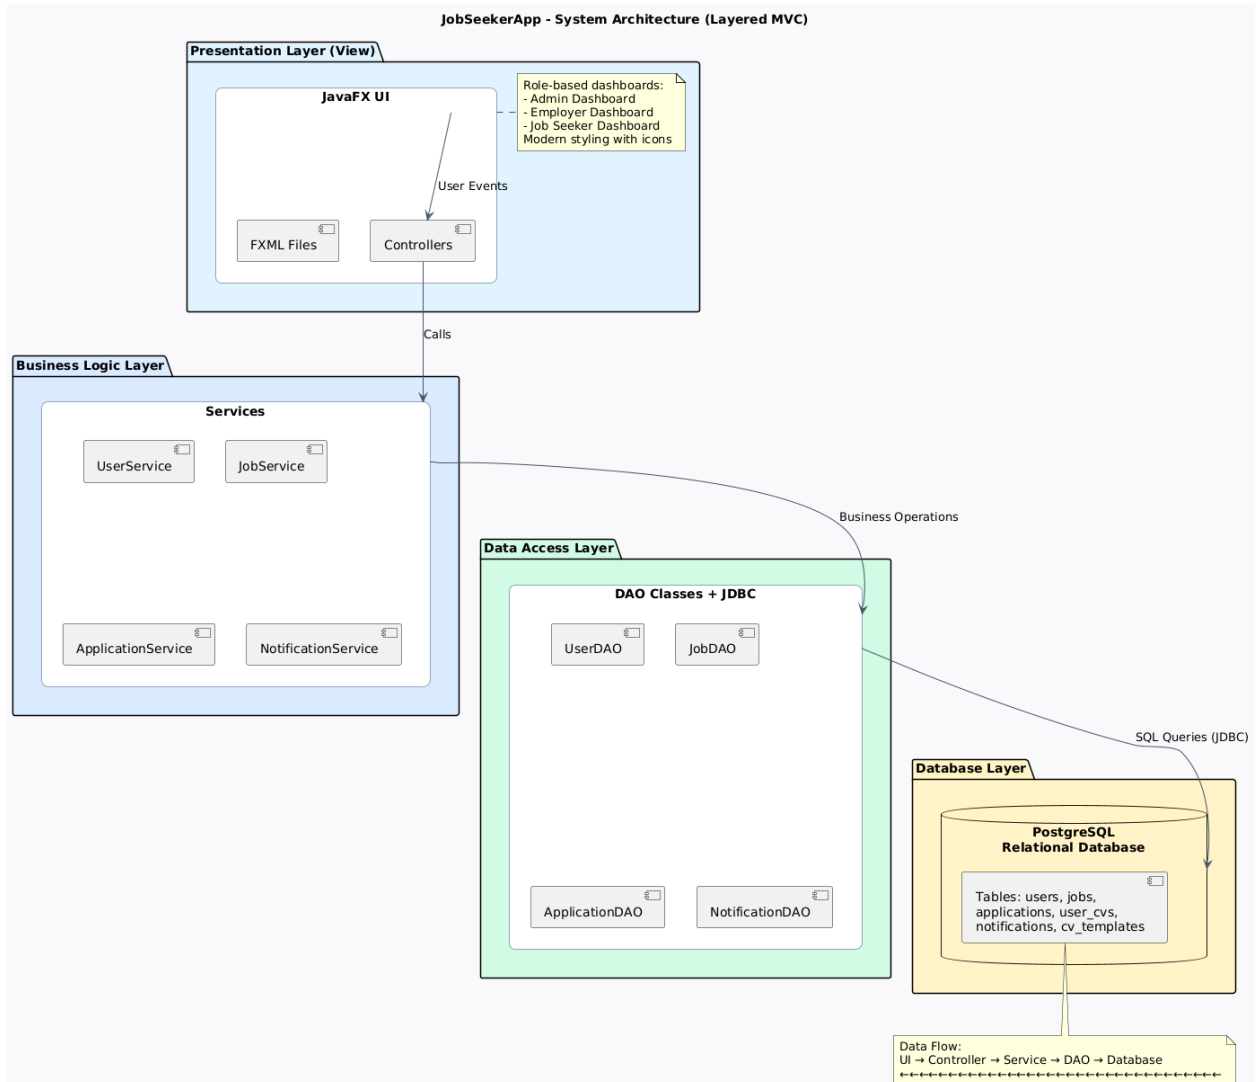 JobSeekerApp - System Architecture (Layered MVC)
Presentation Layer (View)
JavaFX UI
Role-based dashboards:
- Admin Dashboard
- Employer Dashboard
- Job Seeker Dashboard
Modern styling with icons
User Events
FXML Files
Controllers
Calls
Business Logic Layer
Services
UserService
JobService
Business Operations
ApplicationService
NotificationService
Data Access Layer
DAO Classes + JDBC
UserDAO
JobDAO
SQL Queries (JDBC)
ApplicationDAO
NotificationDAO
Database Layer
PostgreSQL
Relational Database
Tables: users, jobs,
applications, user_cvs,
notifications, cv_templates
Data Flow:
UI → Controller → Service → DAO → Database
←←←←←←←←←←←←←←←←←←←←←←←←←←←←←←←←←